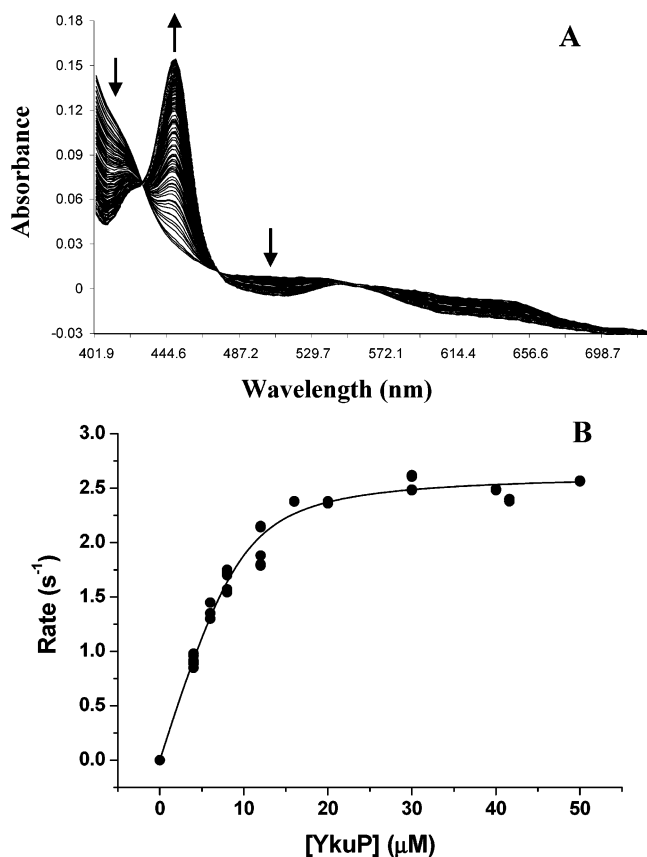 A
0.18
0.15
0.12
0.09
0.06
0.03
0
-0.03
Absorbance
401.9 444.6 487.2 529.7 572.1 614.4 656.6 698.7
Wavelength (nm)
B
3.0
2.5
2.0
1.5
1.0
0.5
0.0
Rate (s-1)
0 10 20 30 40 50
[YkuP] (μM)